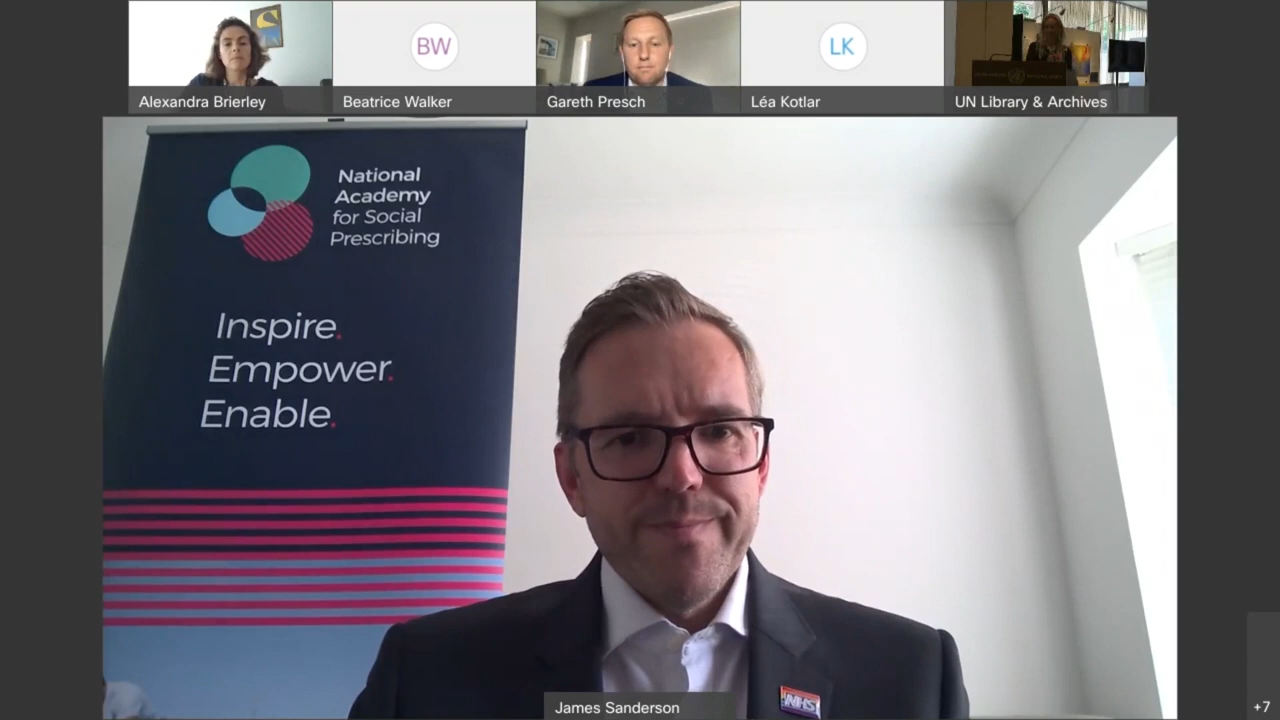 BW
LK
Alexandra Brierley
Beatrice Walker
Gareth Presch
Léa Kotlar
UN Library & Archives
National
Academy
for Social
Prescribing
Inspire.
Empower.
Enable.
NHS
James Sanderson
+7